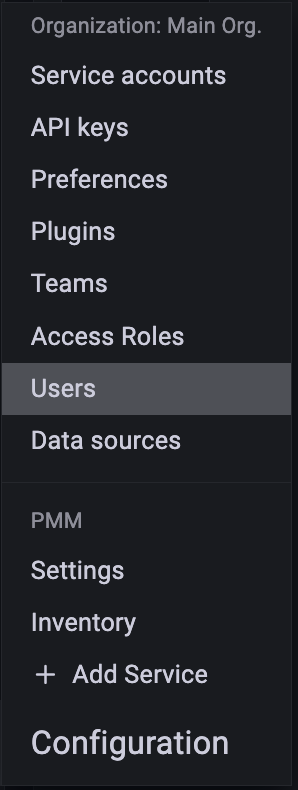 Organization: Main Org.
Service accounts
API keys
Preferences
Plugins
Teams
Access Roles
Users
Data sources
PMM
Settings
Inventory
+ Add Service
Configuration